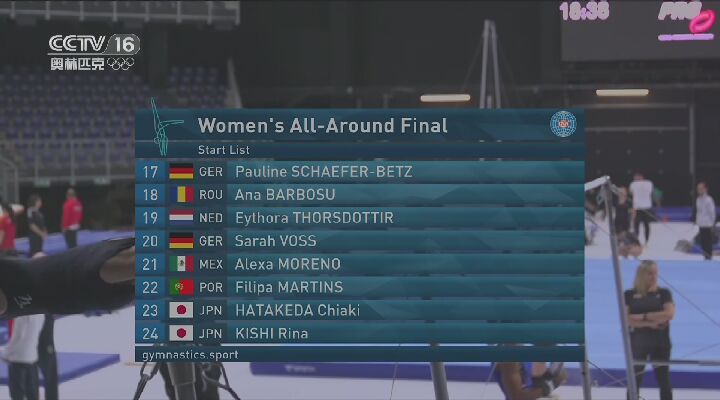 CCTV 16
奥林匹克
18:38
PRO
Women's All-Around Final
Start List
17 GER Pauline SCHAEFER-BETZ
18 ROU Ana BARBOSU
19 NED Eythora THORSDOTTIR
20 GER Sarah VOSS
21 MEX Alexa MORENO
22 POR Filipa MARTINS
23 JPN HATAKEDA Chiaki
24 JPN KISHI Rina
gymnastics.sport